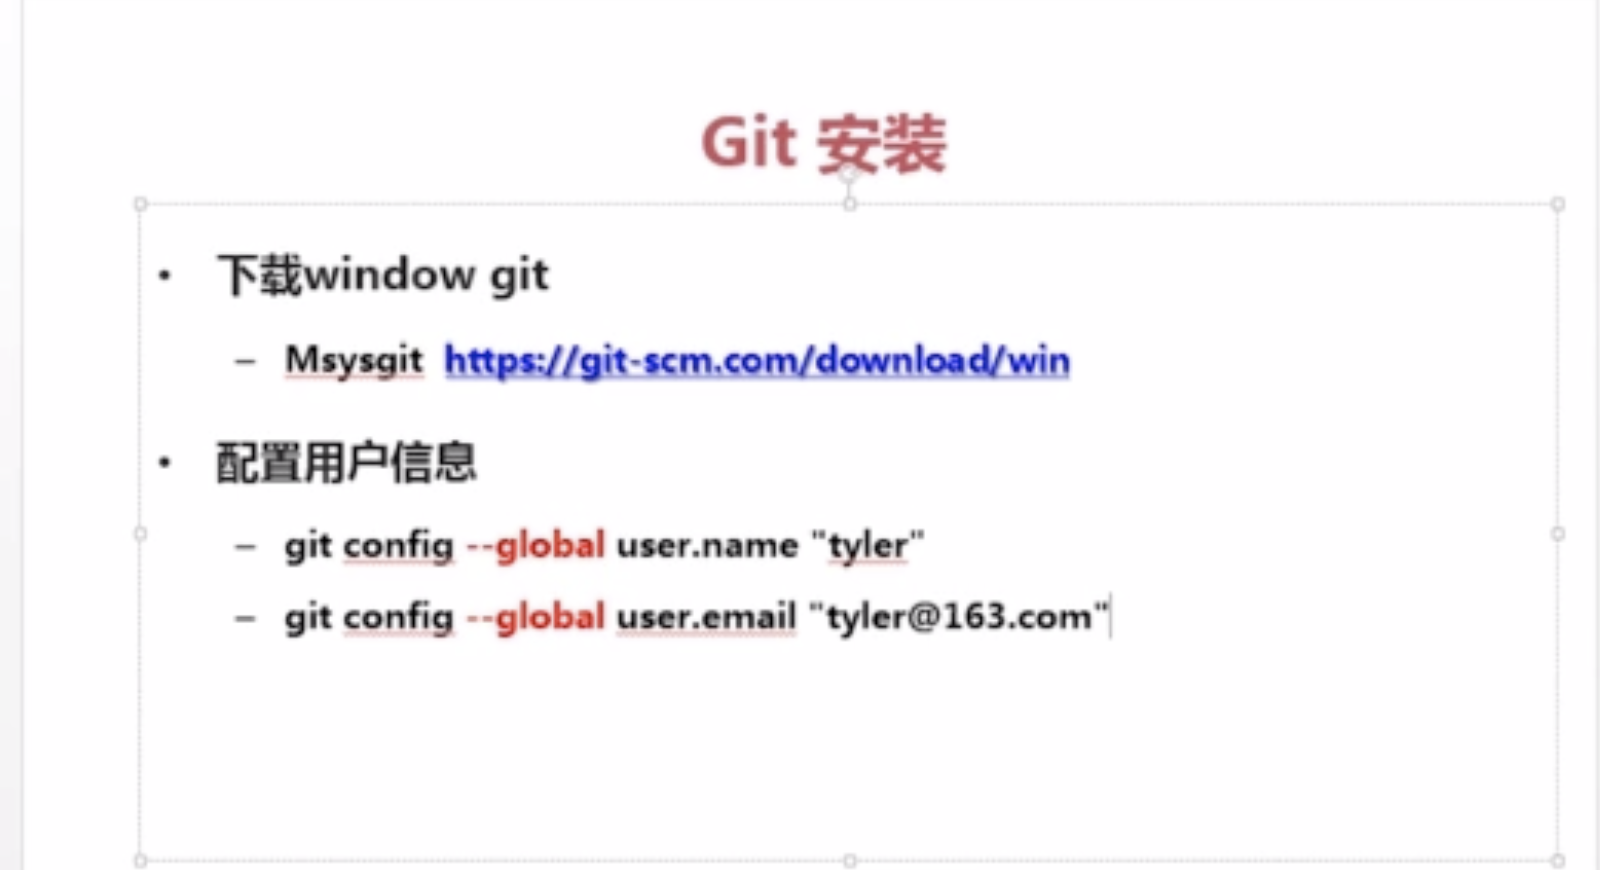 Git 安装
下载window git
Msysgit https://git-scm.com/download/win
配置用户信息
git config --global user.name "tyler"
git config --global user.email "tyler@163.com"